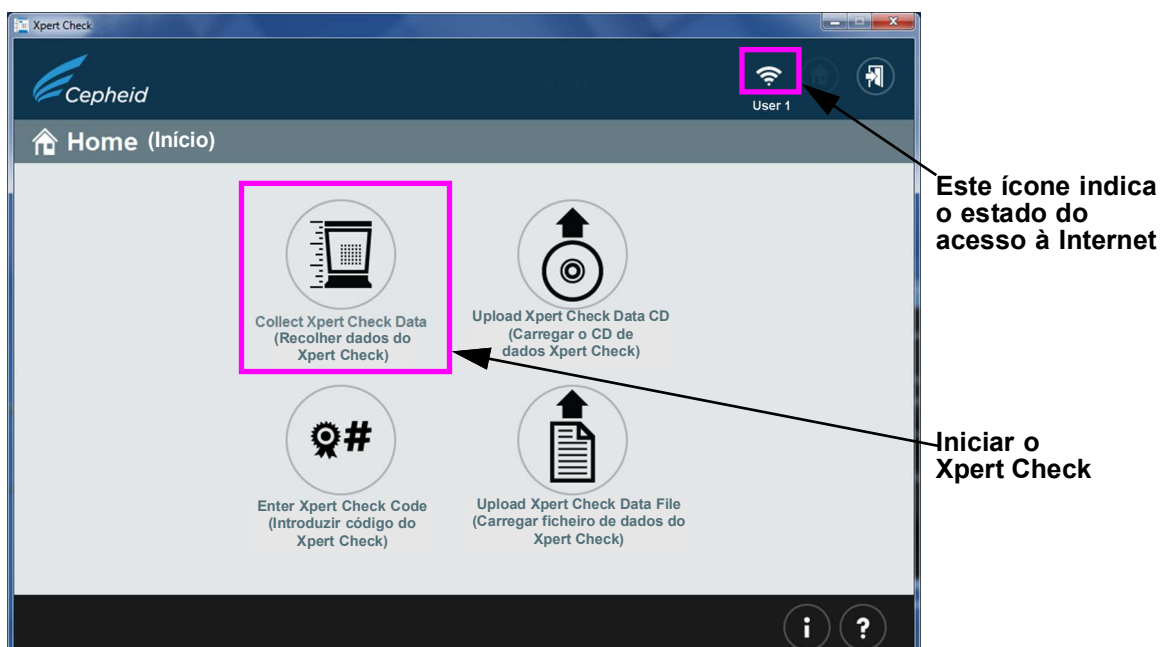 Xpert Check
Cepheid
User 1
Home (Início)
Este ícone indica
o estado do
acesso à Internet
Collect Xpert Check Data
(Recolher dados do
Xpert Check)
Upload Xpert Check Data CD
(Carregar o CD de
dados Xpert Check)
Iniciar o
Xpert Check
#
Enter Xpert Check Code
(Introduzir código do
Xpert Check)
Upload Xpert Check Data File
(Carregar ficheiro de dados do
Xpert Check)
i ?